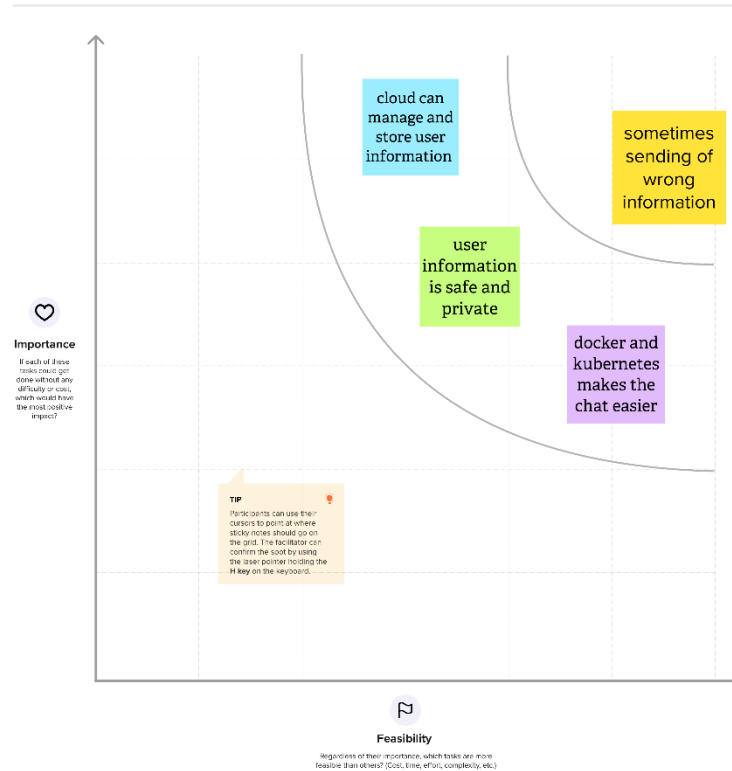 cloud can
manage and
store user
information
sometimes
sending of
wrong
information
user
information
is safe and
private
docker and
kubernetes
makes the
chat easier
Importance
If each of these
tasks could get
done without any
difficulty or cost,
which would have
the most positive
impact?
TIP
Participants can use their
cursors to point at where
sticky notes should go on
the grid. The facilitator can
confirm the spot by using
the laser pointer holding the
H key on the keyboard.
Feasibility
Regardless of their importance, which tasks are more
feasible than others? (Cost, time, effort, complexity, etc.)